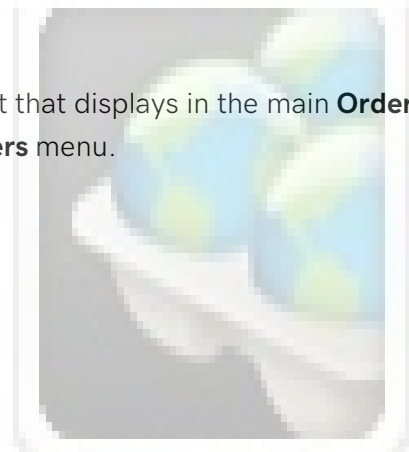 t that displays in the main Order
ers menu.